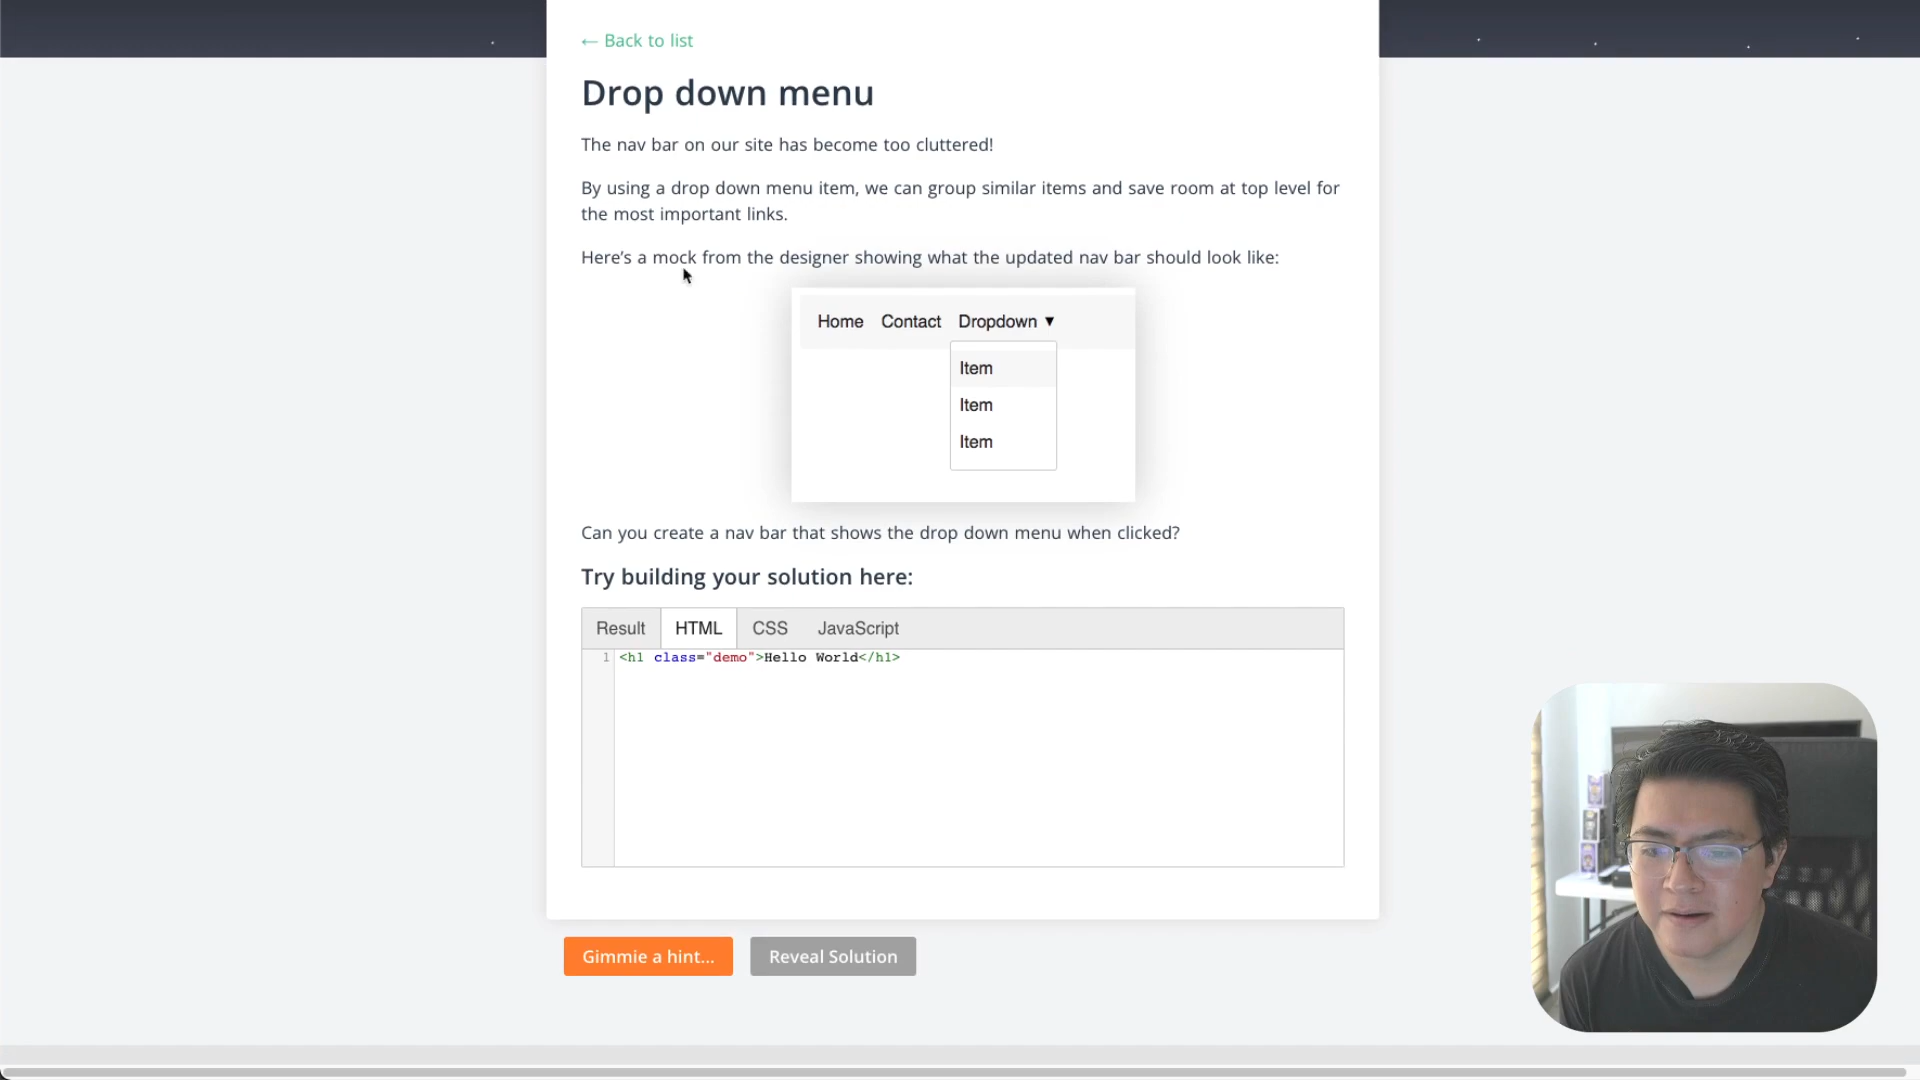 ← Back to list
Drop down menu
The nav bar on our site has become too cluttered!
By using a drop down menu item, we can group similar items and save room at top level for
the most important links.
Here's a mock from the designer showing what the updated nav bar should look like:
Home Contact Dropdown ▼
Item
Item
Item
Can you create a nav bar that shows the drop down menu when clicked?
Try building your solution here:
Result HTML CSS JavaScript
1 <h1 class="demo">Hello World</h1>
Gimmie a hint... Reveal Solution